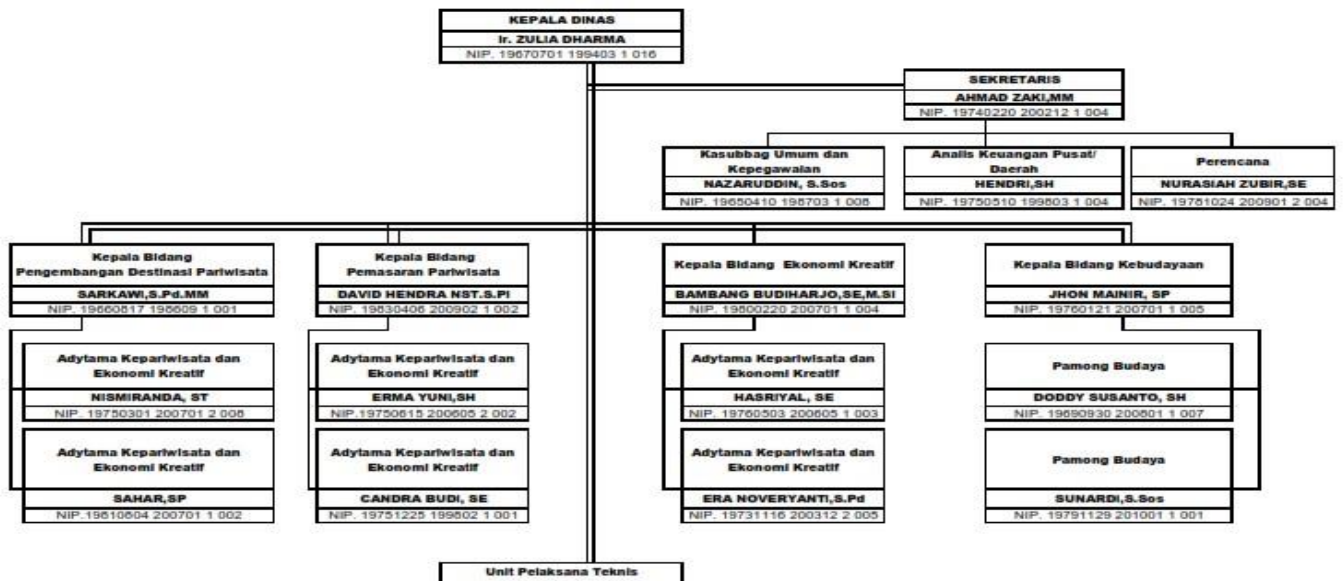 KEPALA DINAS
Ir. ZULIA DHARMA
NIP. 19670701 199403 1 016
SEKRETARIS
AHMAD ZAKI,MM
NIP. 19740220 200212 1 004
Kasubbag Umum dan
Kepegawaian
NAZARUDDIN, S.Sos
NIP. 19650410 198703 1 008
Analis Keuangan Pusat/
Daerah
HENDRI,SH
NIP. 19750510 199803 1 004
Perencana
NURASIAH ZUBIR,SE
NIP. 19781024 200901 2 004
Kepala Bidang
Pengembangan Destinasi Pariwisata
SARKAWI,S.Pd.MM
NIP. 19660817 198609 1 001
Kepala Bidang
Pemasaran Pariwisata
DAVID HENDRA NST.S.PI
NIP. 19830406 200902 1 002
Kepala Bidang Ekonomi Kreatif
BAMBANG BUDIHARJO,SE,M.SI
NIP. 19800220 200701 1 004
Kepala Bidang Kebudayaan
JHON MAINIR, SP
NIP. 19760121 200701 1 005
Adytama Kepariwisata dan
Ekonomi Kreatif
NISMIRANDA, ST
NIP. 19750301 200701 2 008
Adytama Kepariwisata dan
Ekonomi Kreatif
ERMA YUNI,SH
NIP.19750615 200605 2 002
Adytama Kepariwisata dan
Ekonomi Kreatif
HASRIYAL, SE
NIP. 19760503 200605 1 003
Pamong Budaya
DODDY SUSANTO, SH
NIP. 19690930 200801 1 007
Adytama Kepariwisata dan
Ekonomi Kreatif
SAHAR,SP
NIP.19810804 200701 1 002
Adytama Kepariwisata dan
Ekonomi Kreatif
CANDRA BUDI, SE
NIP. 19751225 199802 1 001
Adytama Kepariwisata dan
Ekonomi Kreatif
ERA NOVERYANTI,S.Pd
NIP. 19731116 200312 2 005
Pamong Budaya
SUNARDI,S.Sos
NIP. 19791129 201001 1 001
Unit Pelaksana Teknis